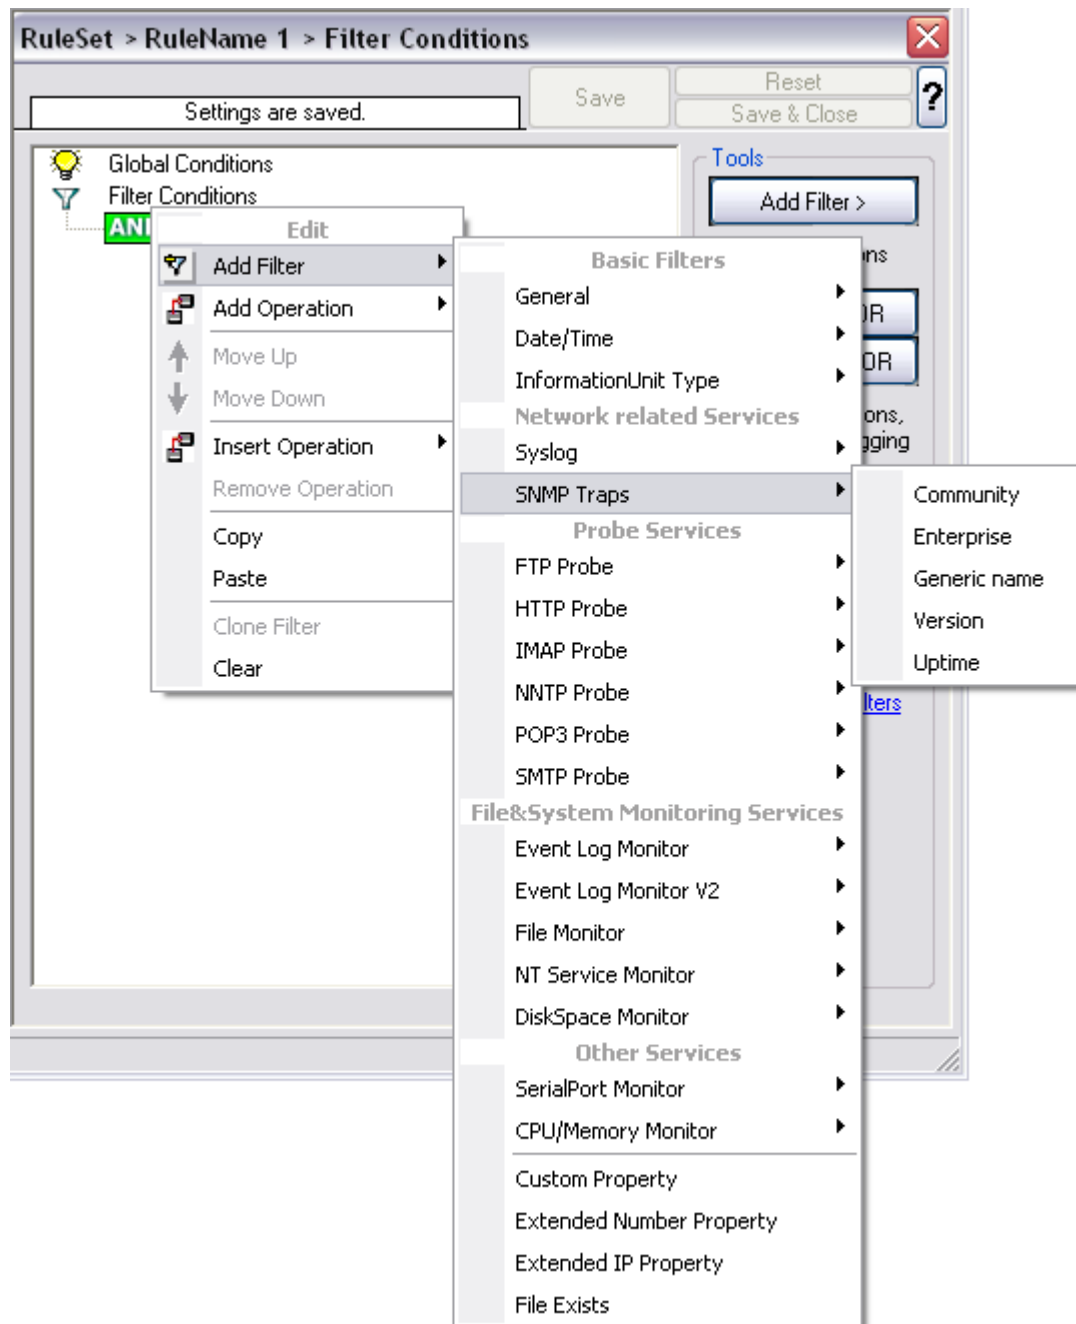 RuleSet > RuleName 1 > Filter Conditions
Settings are saved.
Save
Reset
Save & Close
?
Global Conditions
Filter Conditions
Tools
Add Filter >
Edit
Add Filter
Add Operation
Move Up
Move Down
Insert Operation
Remove Operation
Copy
Paste
Clone Filter
Clear
Basic Filters
General
Date/Time
InformationUnit Type
Network related Services
Syslog
SNMP Traps
Probe Services
FTP Probe
HTTP Probe
IMAP Probe
NNTP Probe
POP3 Probe
SMTP Probe
File&System Monitoring Services
Event Log Monitor
Event Log Monitor V2
File Monitor
NT Service Monitor
DiskSpace Monitor
Other Services
SerialPort Monitor
CPU/Memory Monitor
Custom Property
Extended Number Property
Extended IP Property
File Exists
Community
Enterprise
Generic name
Version
Uptime